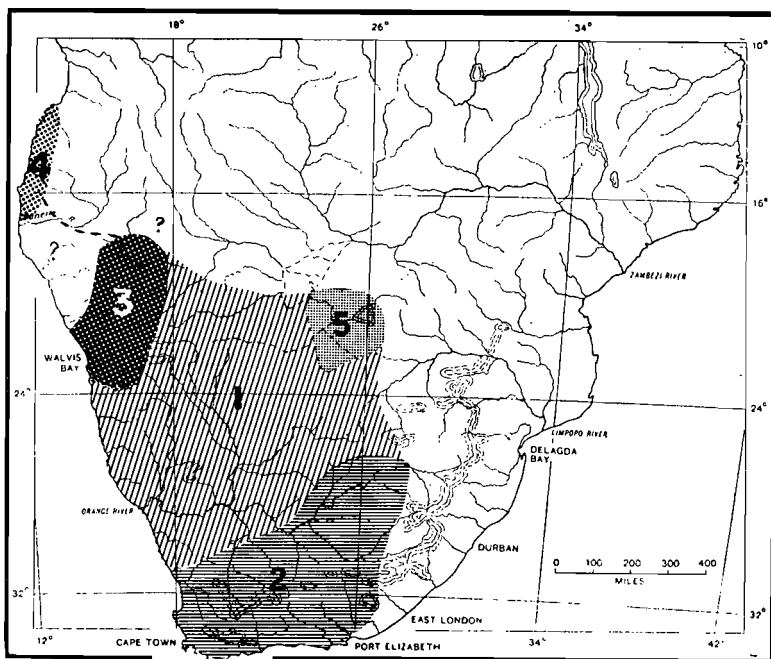 18° 26° 34°
10°
4
16°
?
?
ZAMBEZI RIVER
3
5
WALVIS
BAY
1
24°
24°
LIMPOPO RIVER
DELAGDA
BAY
ORANGE RIVER
DURBAN
0 100 200 300 400
MILES
2
32°
32°
EAST LONDON
12° CAPE TOWN PORT ELIZABETH 34° 42°